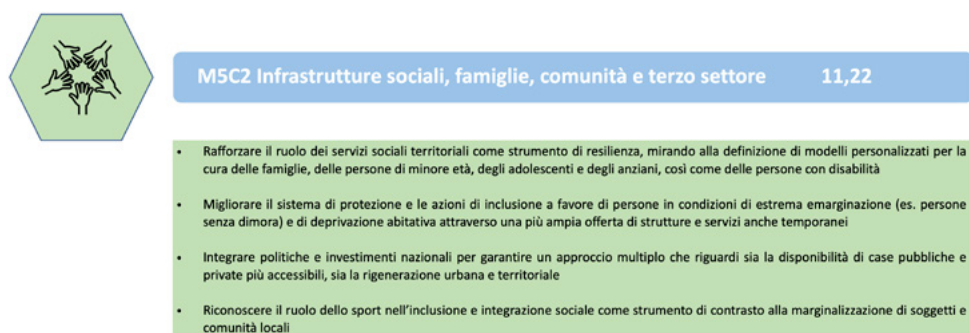 M5C2 Infrastrutture sociali, famiglie, comunità e terzo settore 11,22
• Rafforzare il ruolo dei servizi sociali territoriali come strumento di resilienza, mirando alla definizione di modelli personalizzati per la
cura delle famiglie, delle persone di minore età, degli adolescenti e degli anziani, così come delle persone con disabilità
• Migliorare il sistema di protezione e le azioni di inclusione a favore di persone in condizioni di estrema emarginazione (es. persone
senza dimora) e di deprivazione abitativa attraverso una più ampia offerta di strutture e servizi anche temporanei
• Integrare politiche e investimenti nazionali per garantire un approccio multiplo che riguardi sia la disponibilità di case pubbliche e
private più accessibili, sia la rigenerazione urbana e territoriale
• Riconoscere il ruolo dello sport nell'inclusione e integrazione sociale come strumento di contrasto alla marginalizzazione di soggetti e
comunità locali